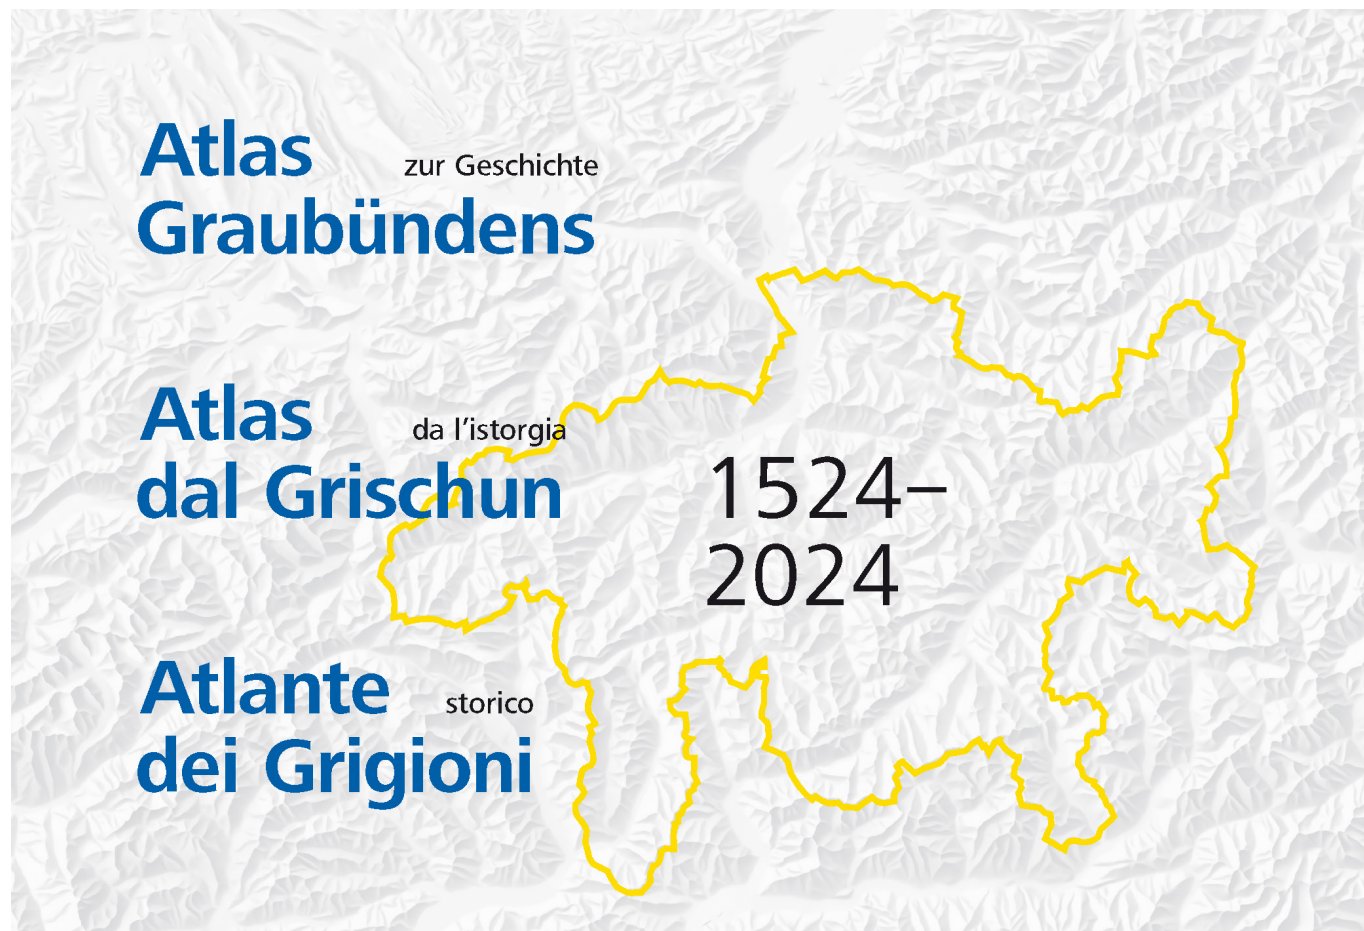 Atlas zur Geschichte
Graubündens
Atlas da l'istorgia
dal Grischun
1524–
2024
Atlante storico
dei Grigioni